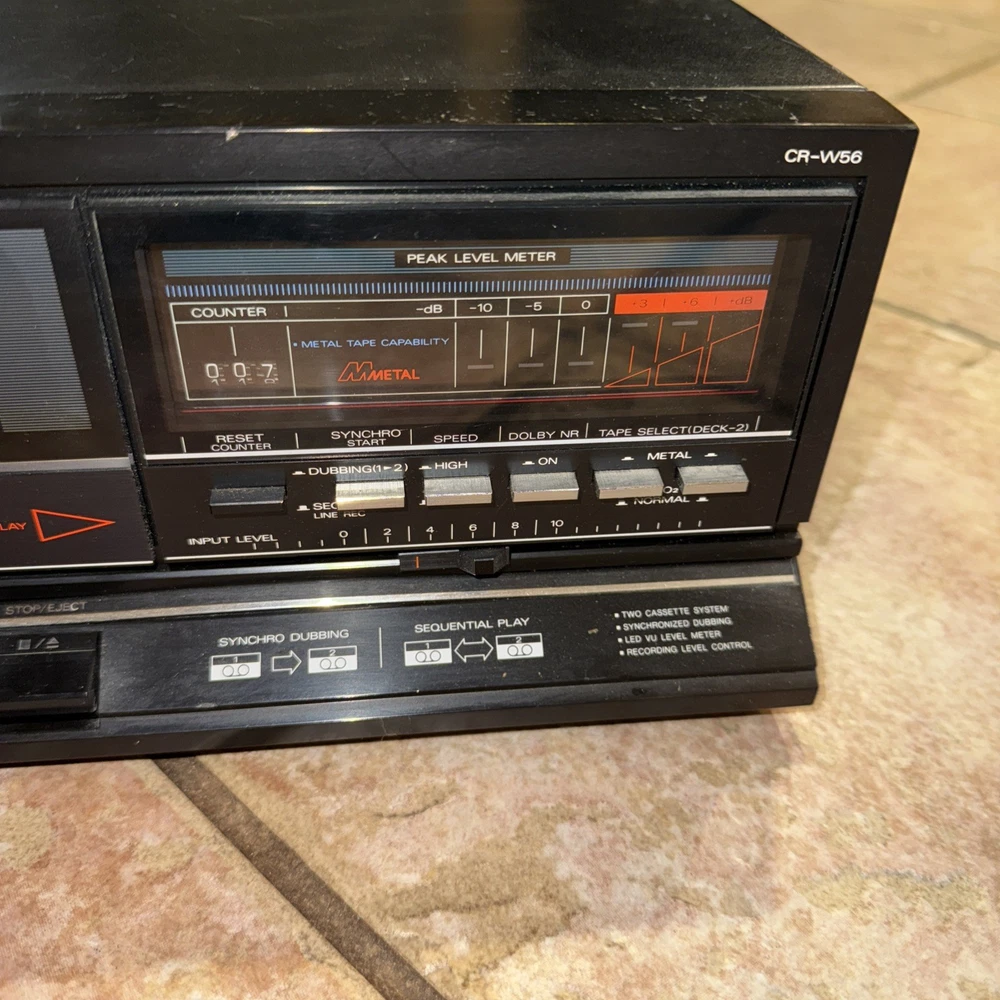 CR-W56
PEAK LEVEL METER
COUNTER -dB -10 -5 0 +3 +6 +dB
• METAL TAPE CAPABILITY
METAL
0 0 7
RESET COUNTER
SYNCHRO START
SPEED
DOLBY NR
TAPE SELECT(DECK-2)
DUBBING(1▸2)
HIGH
ON
METAL
LINE REC
NORMAL
INPUT LEVEL 0 2 4 6 8 10
STOP/EJECT
SYNCHRO DUBBING
1 2
SEQUENTIAL PLAY
1 2
▪ TWO CASSETTE SYSTEM
▪ SYNCHRONIZED DUBBING
▪ LED VU LEVEL METER
▪ RECORDING LEVEL CONTROL